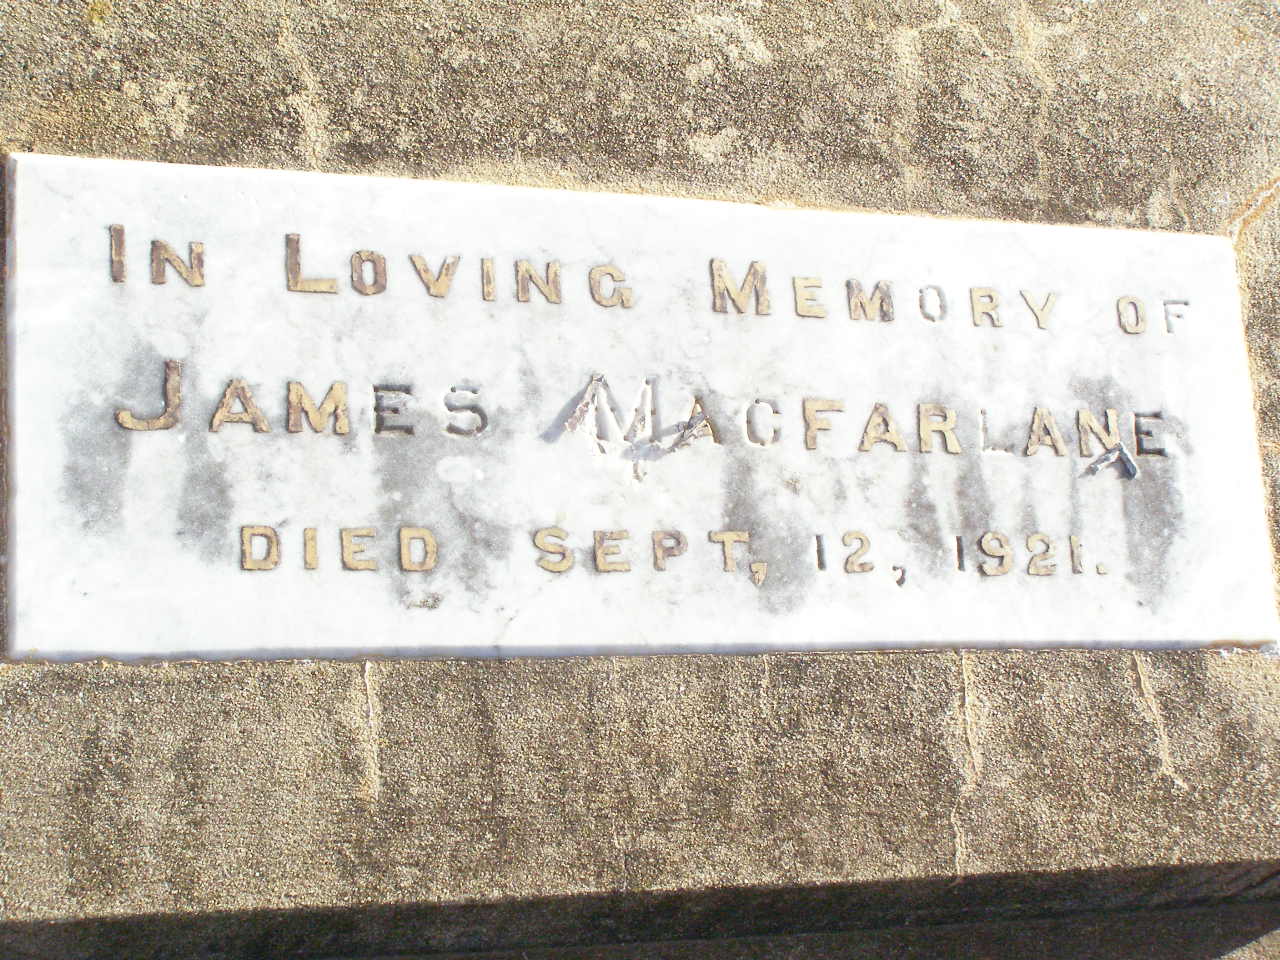 IN LOVING MEMORY OF
JAMES MACFARLANE
DIED SEPT, 12, 1921.